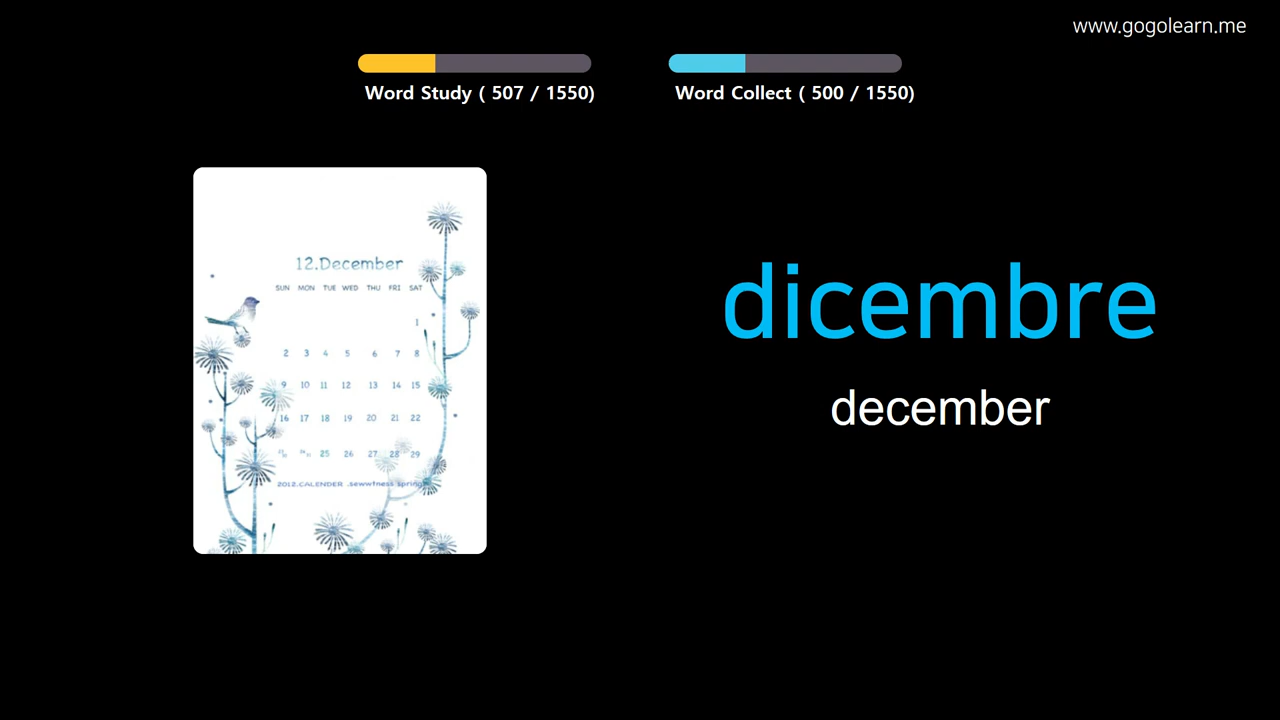 www.gogolearn.me
Word Study ( 507 / 1550)
Word Collect ( 500 / 1550)
12.December
SUN MON TUE WED THU FRI SAT
1
2 3 4 5 6 7 8
9 10 11 12 13 14 15
16 17 18 19 20 21 22
25 26 27 28 29
2012.CALENDER
dicembre
december